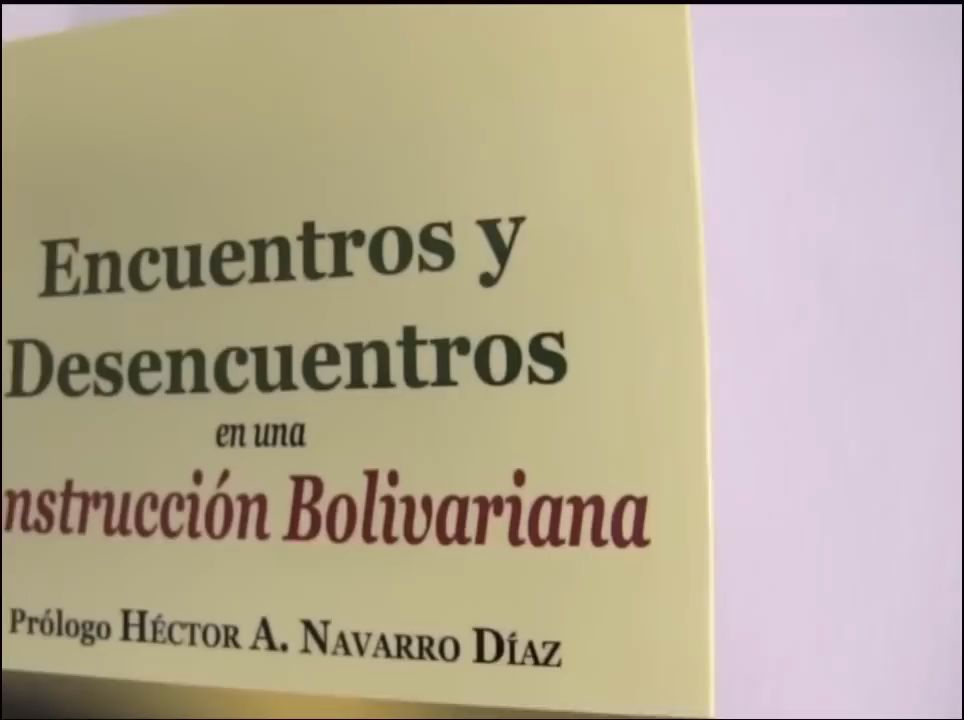 Encuentros y
Desencuentros
en una
nstrucción Bolivariana
Prólogo HÉCTOR A. NAVARRO DÍAZ